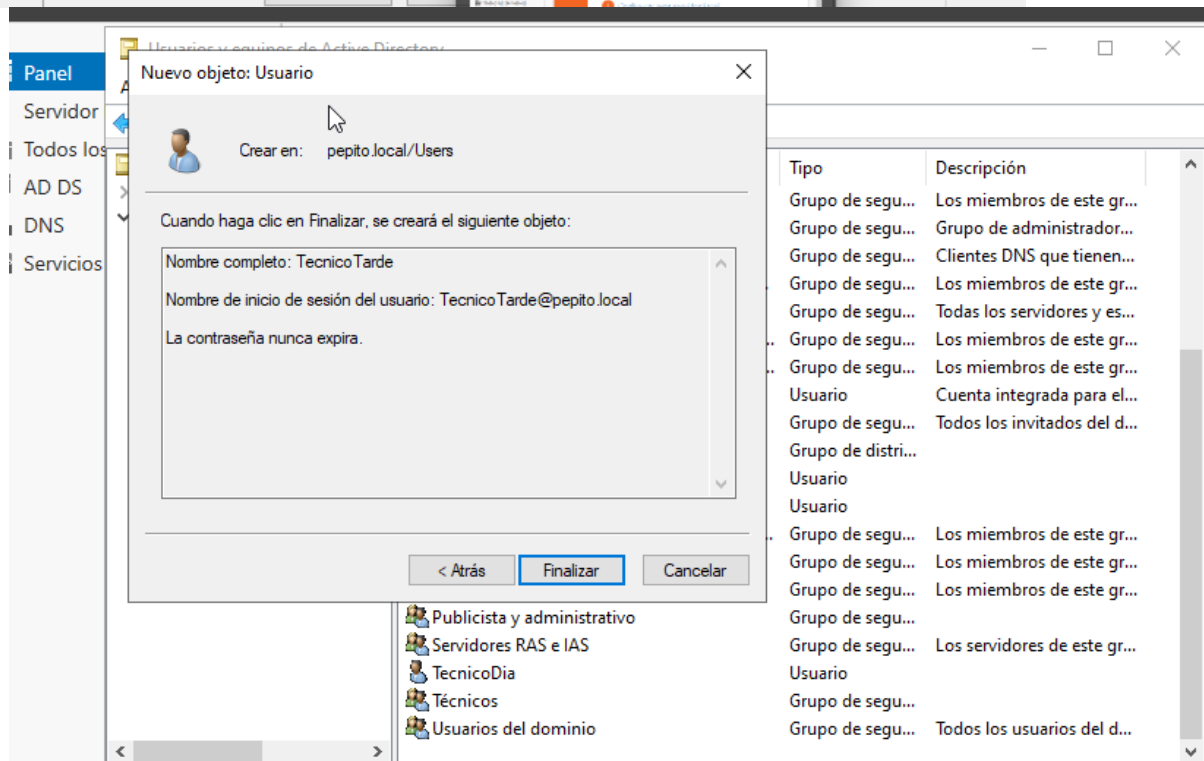 Usuarios y equipos de Active Directory
Panel
Servidor
Todos los
AD DS
DNS
Servicios
Nuevo objeto: Usuario
Crear en: pepito.local/Users
Cuando haga clic en Finalizar, se creará el siguiente objeto:
Nombre completo: TecnicoTarde
Nombre de inicio de sesión del usuario: TecnicoTarde@pepito.local
La contraseña nunca expira.
< Atrás Finalizar Cancelar
Tipo Descripción
Grupo de segu... Los miembros de este gr...
Grupo de segu... Grupo de administrador...
Grupo de segu... Clientes DNS que tienen...
Grupo de segu... Los miembros de este gr...
Grupo de segu... Todas los servidores y es...
Grupo de segu... Los miembros de este gr...
Grupo de segu... Los miembros de este gr...
Usuario Cuenta integrada para el...
Grupo de segu... Todos los invitados del d...
Grupo de distri...
Usuario
Usuario
Grupo de segu... Los miembros de este gr...
Grupo de segu... Los miembros de este gr...
Grupo de segu... Los miembros de este gr...
Publicista y administrativo Grupo de segu...
Servidores RAS e IAS Grupo de segu... Los servidores de este gr...
TecnicoDia Usuario
Técnicos Grupo de segu...
Usuarios del dominio Grupo de segu... Todos los usuarios del d...